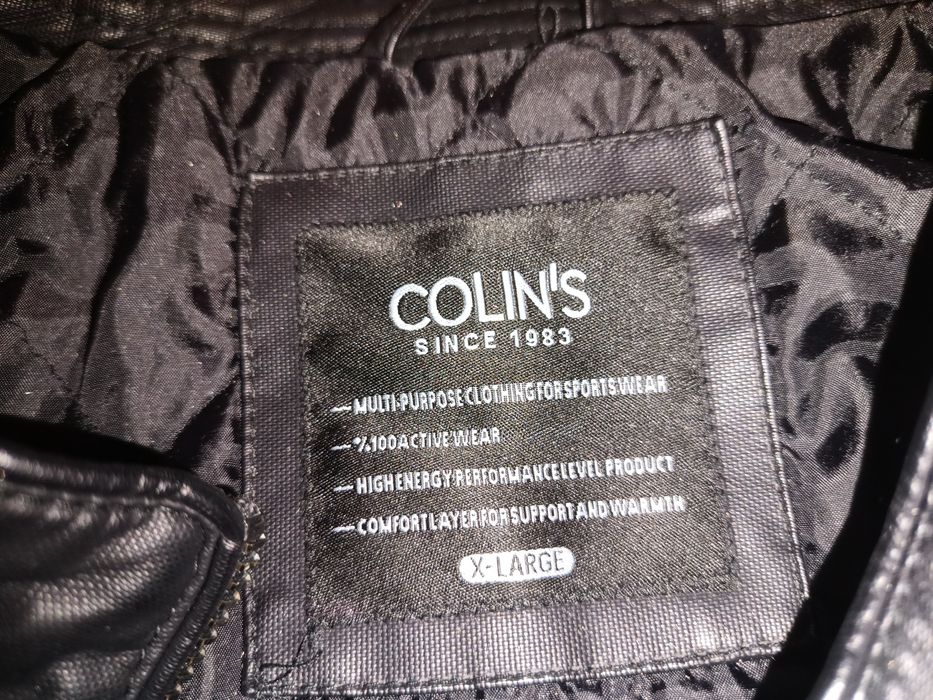 COLIN'S
SINCE 1983
—MULTI-PURPOSE CLOTHING FOR SPORTS WEAR
—%100 ACTIVE WEAR
—HIGH ENERGY-PERFORMANCE LEVEL PRODUCT
—COMFORT LAYER FOR SUPPORT AND WARMTH
X-LARGE